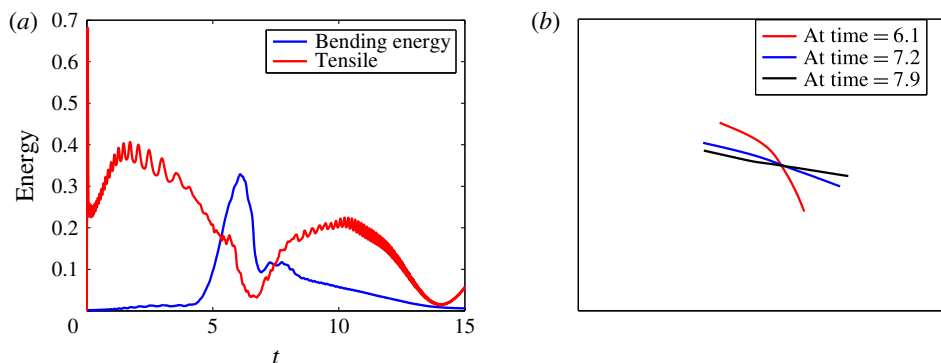 (a)
0.7
0.6
0.5
0.4
0.3
0.2
0.1
0
5
10
15
Energy
t
Bending energy
Tensile
(b)
At time = 6.1
At time = 7.2
At time = 7.9